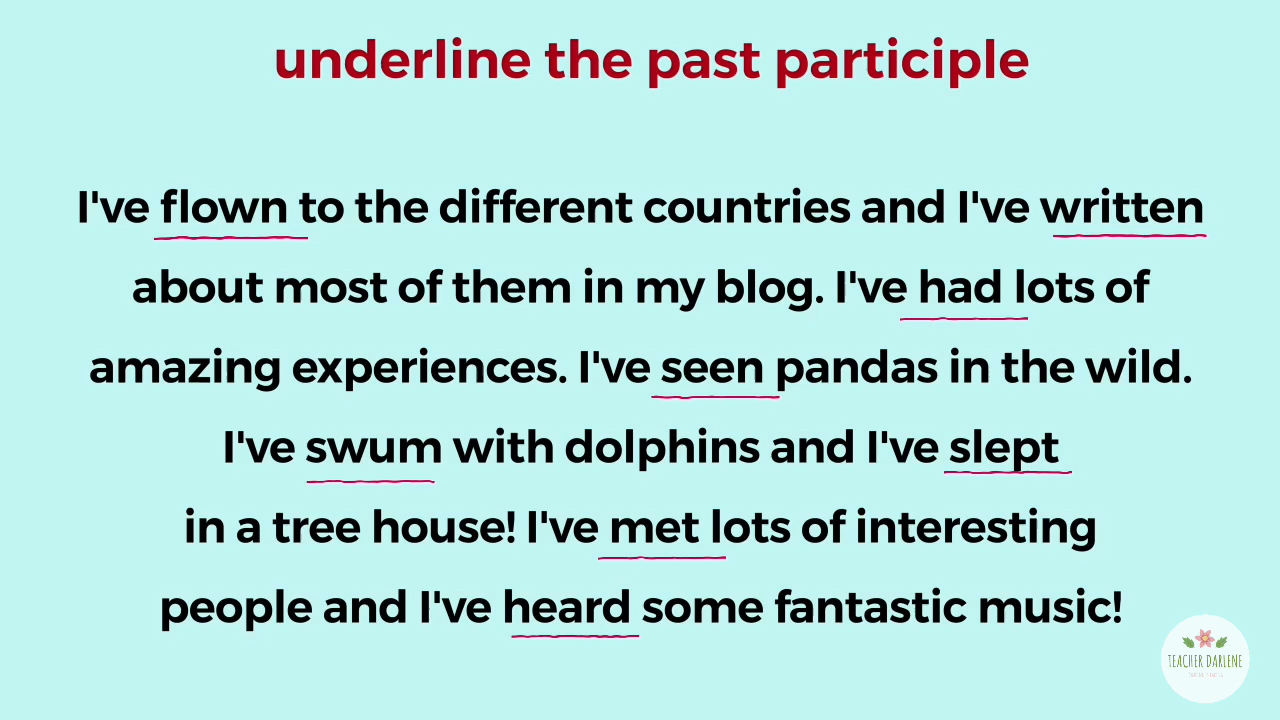 underline the past participle
I've flown to the different countries and I've written
about most of them in my blog. I've had lots of
amazing experiences. I've seen pandas in the wild.
I've swum with dolphins and I've slept
in a tree house! I've met lots of interesting
people and I've heard some fantastic music!
TEACHER DARLENE